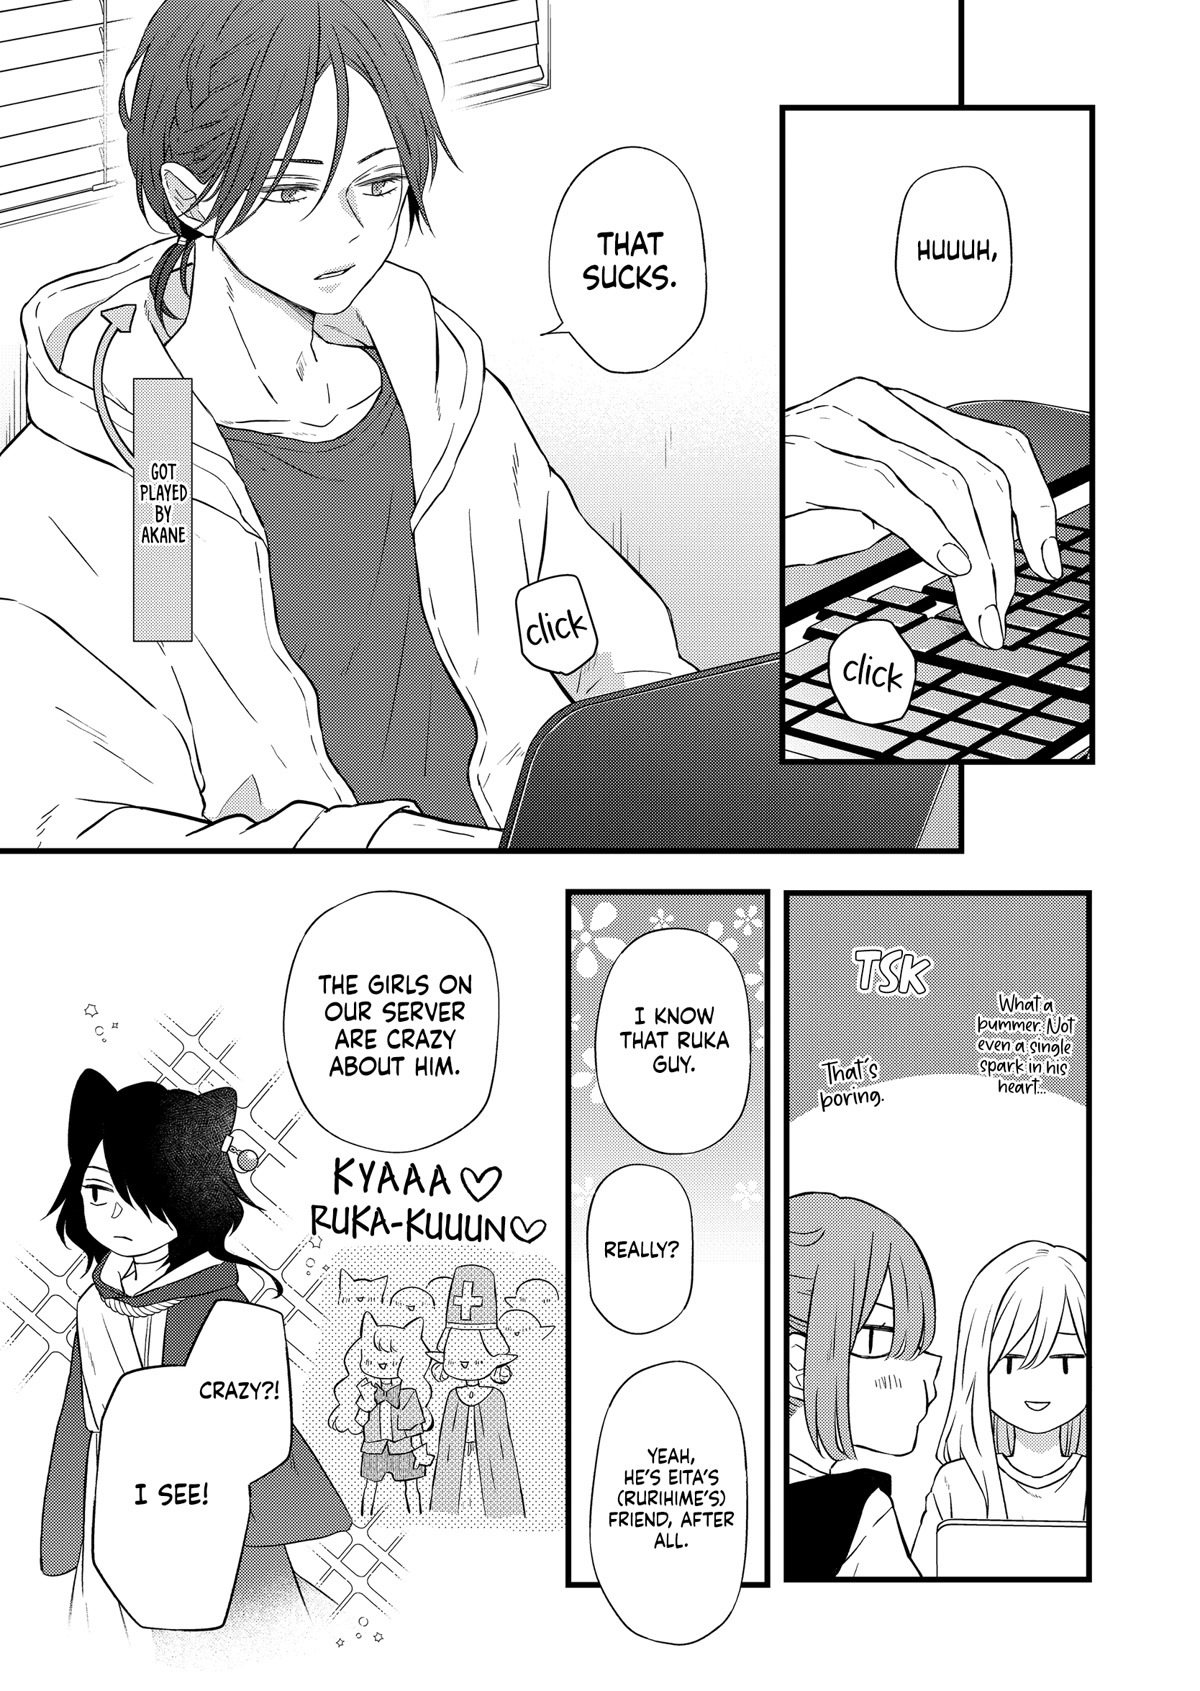 HUUUH,
click
THAT
SUCKS.
click
GOT
PLAYED
BY
AKANE
TSK
What a
bummer. Not
even a single
spark in his
heart...
That's
boring.
I KNOW
THAT RUKA
GUY.
REALLY?
YEAH,
HE'S EITA'S
(RURIHIME'S)
FRIEND, AFTER
ALL.
THE GIRLS ON
OUR SERVER
ARE CRAZY
ABOUT HIM.
KYAAA♡
RUKA-KUUUN♡
CRAZY?!
I SEE!